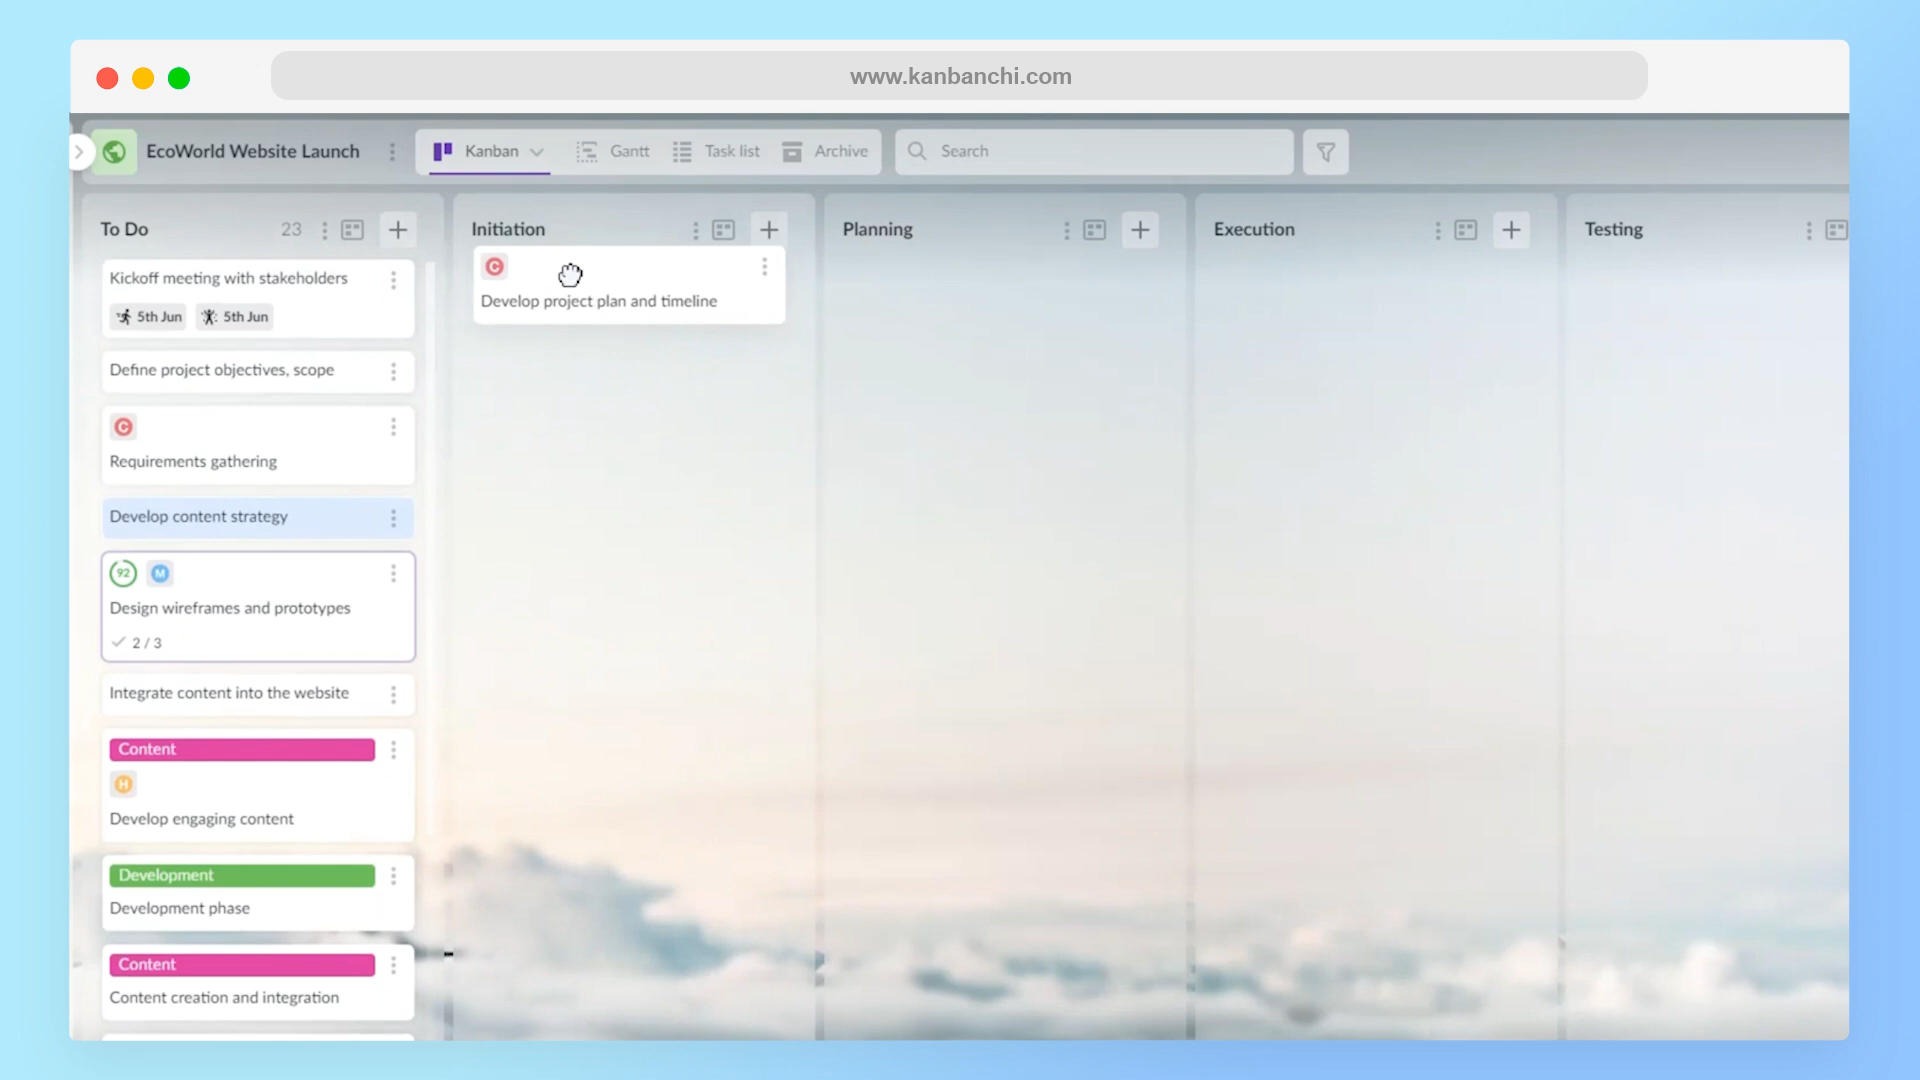 www.kanbanchi.com
EcoWorld Website Launch
Kanban
Gantt
Task list
Archive
Search
To Do
23
Kickoff meeting with stakeholders
5th Jun
5th Jun
Define project objectives, scope
C
Requirements gathering
Develop content strategy
92
M
Design wireframes and prototypes
2 / 3
Integrate content into the website
Content
H
Develop engaging content
Development
Development phase
Content
Content creation and integration
Initiation
C
Develop project plan and timeline
Planning
Execution
Testing